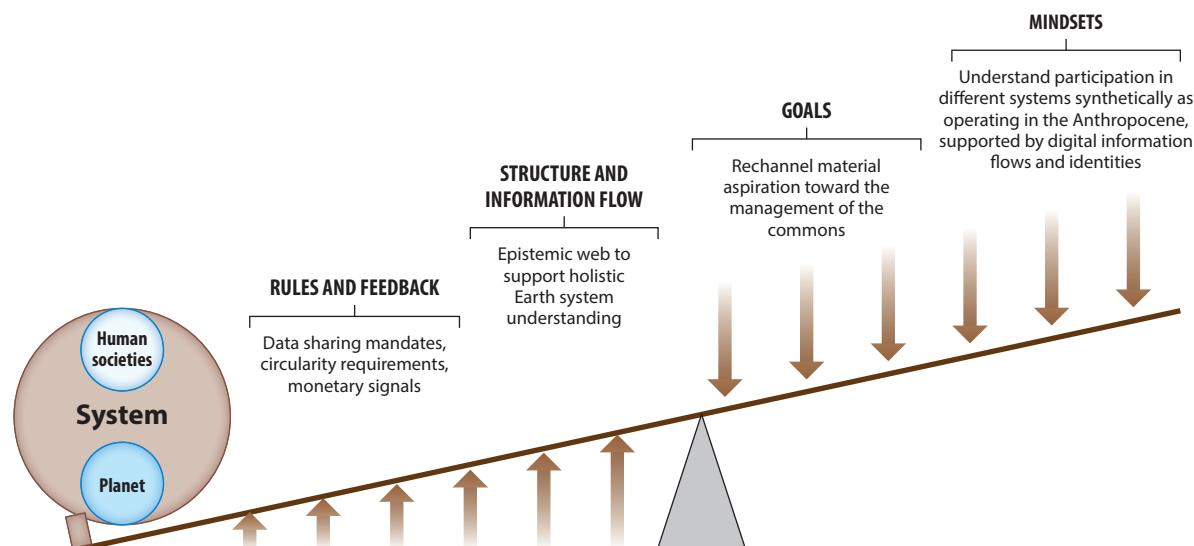 MINDSETS
Understand participation in
different systems synthetically as
operating in the Anthropocene,
supported by digital information
flows and identities
GOALS
Rechannel material
aspiration toward the
management of the
commons
STRUCTURE AND
INFORMATION FLOW
Epistemic web to
support holistic
Earth system
understanding
RULES AND FEEDBACK
Data sharing mandates,
circularity requirements,
monetary signals
Human
societies
System
Planet